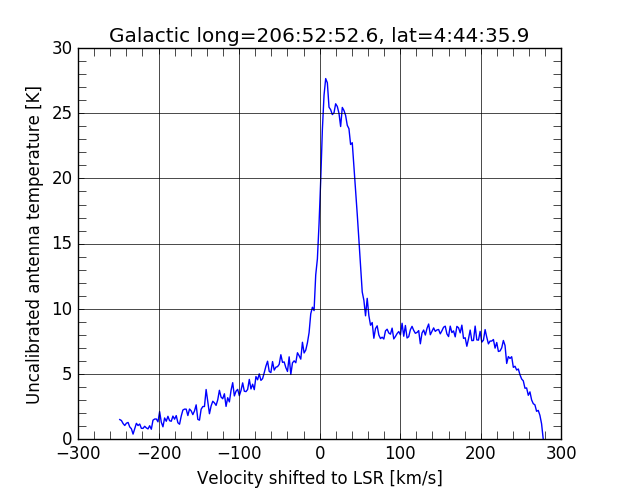 Galactic long=206:52:52.6, lat=4:44:35.9
30
25
20
15
10
5
0
−300 −200 −100 0 100 200 300
Uncalibrated antenna temperature [K]
Velocity shifted to LSR [km/s]